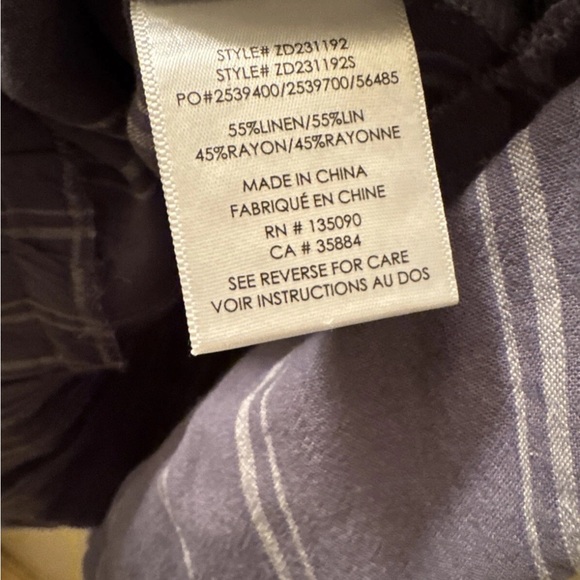 STYLE# ZD231192
STYLE# ZD231192S
PO#2539400/2539700/56485
55%LINEN/55%LIN
45%RAYON/45%RAYONNE
MADE IN CHINA
FABRIQUÉ EN CHINE
RN # 135090
CA # 35884
SEE REVERSE FOR CARE
VOIR INSTRUCTIONS AU DOS